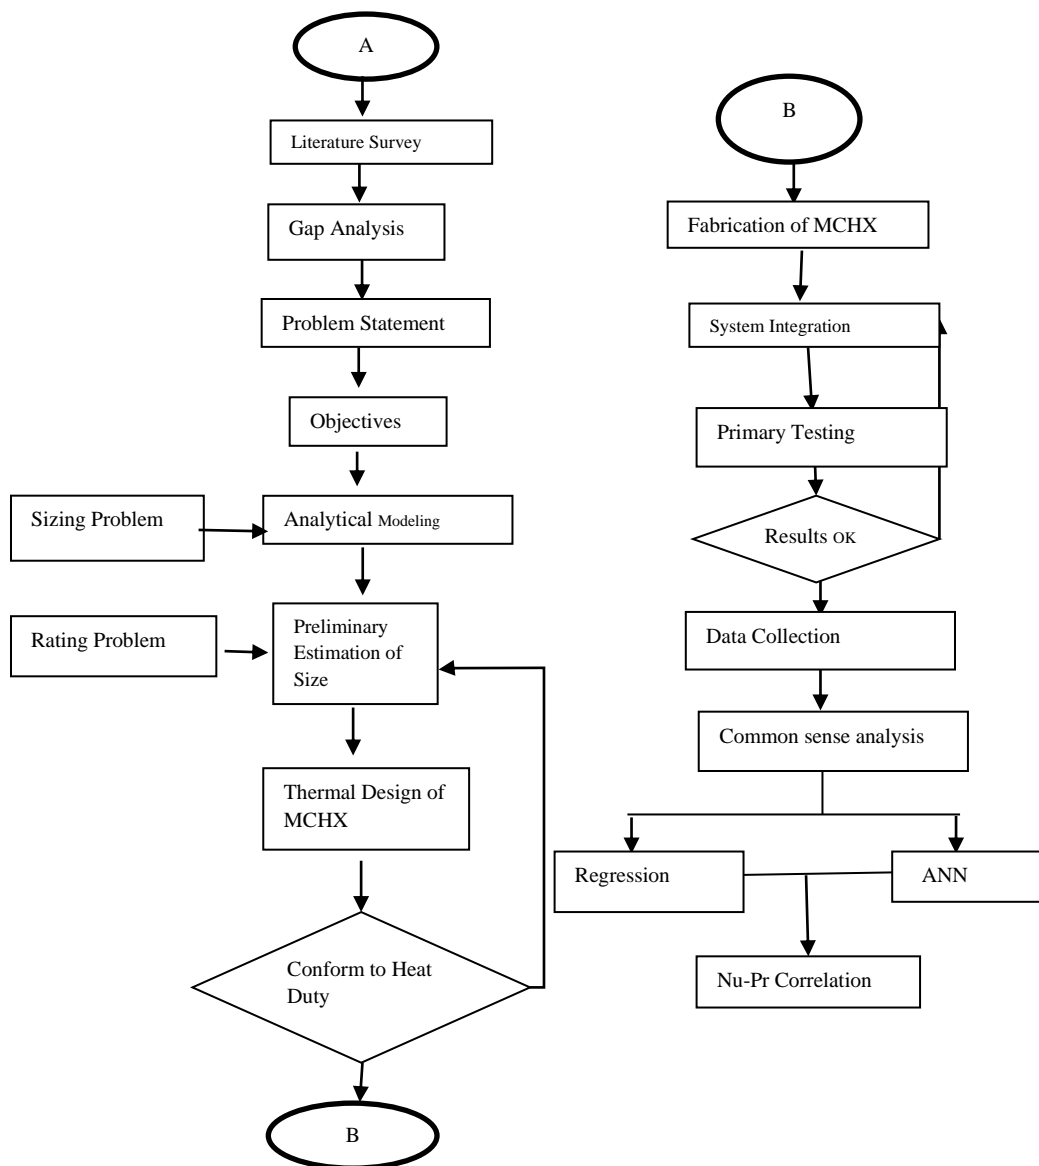 A
Literature Survey
Gap Analysis
Problem Statement
Objectives
Sizing Problem
Analytical Modeling
Rating Problem
Preliminary
Estimation of
Size
Thermal Design of
MCHX
Conform to Heat
Duty
B
B
Fabrication of MCHX
System Integration
Primary Testing
Results OK
Data Collection
Common sense analysis
Regression
ANN
Nu-Pr Correlation